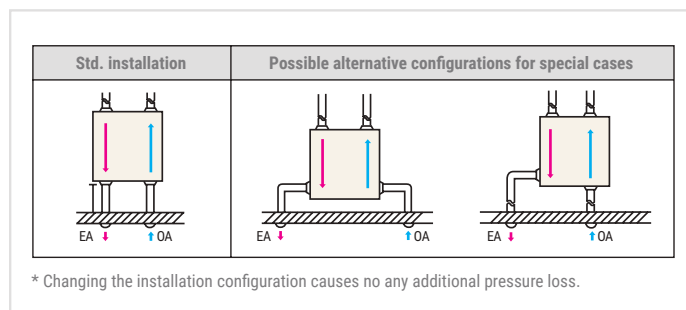 Std. installation
Possible alternative configurations for special cases
EA OA
EA OA
EA OA
* Changing the installation configuration causes no any additional pressure loss.